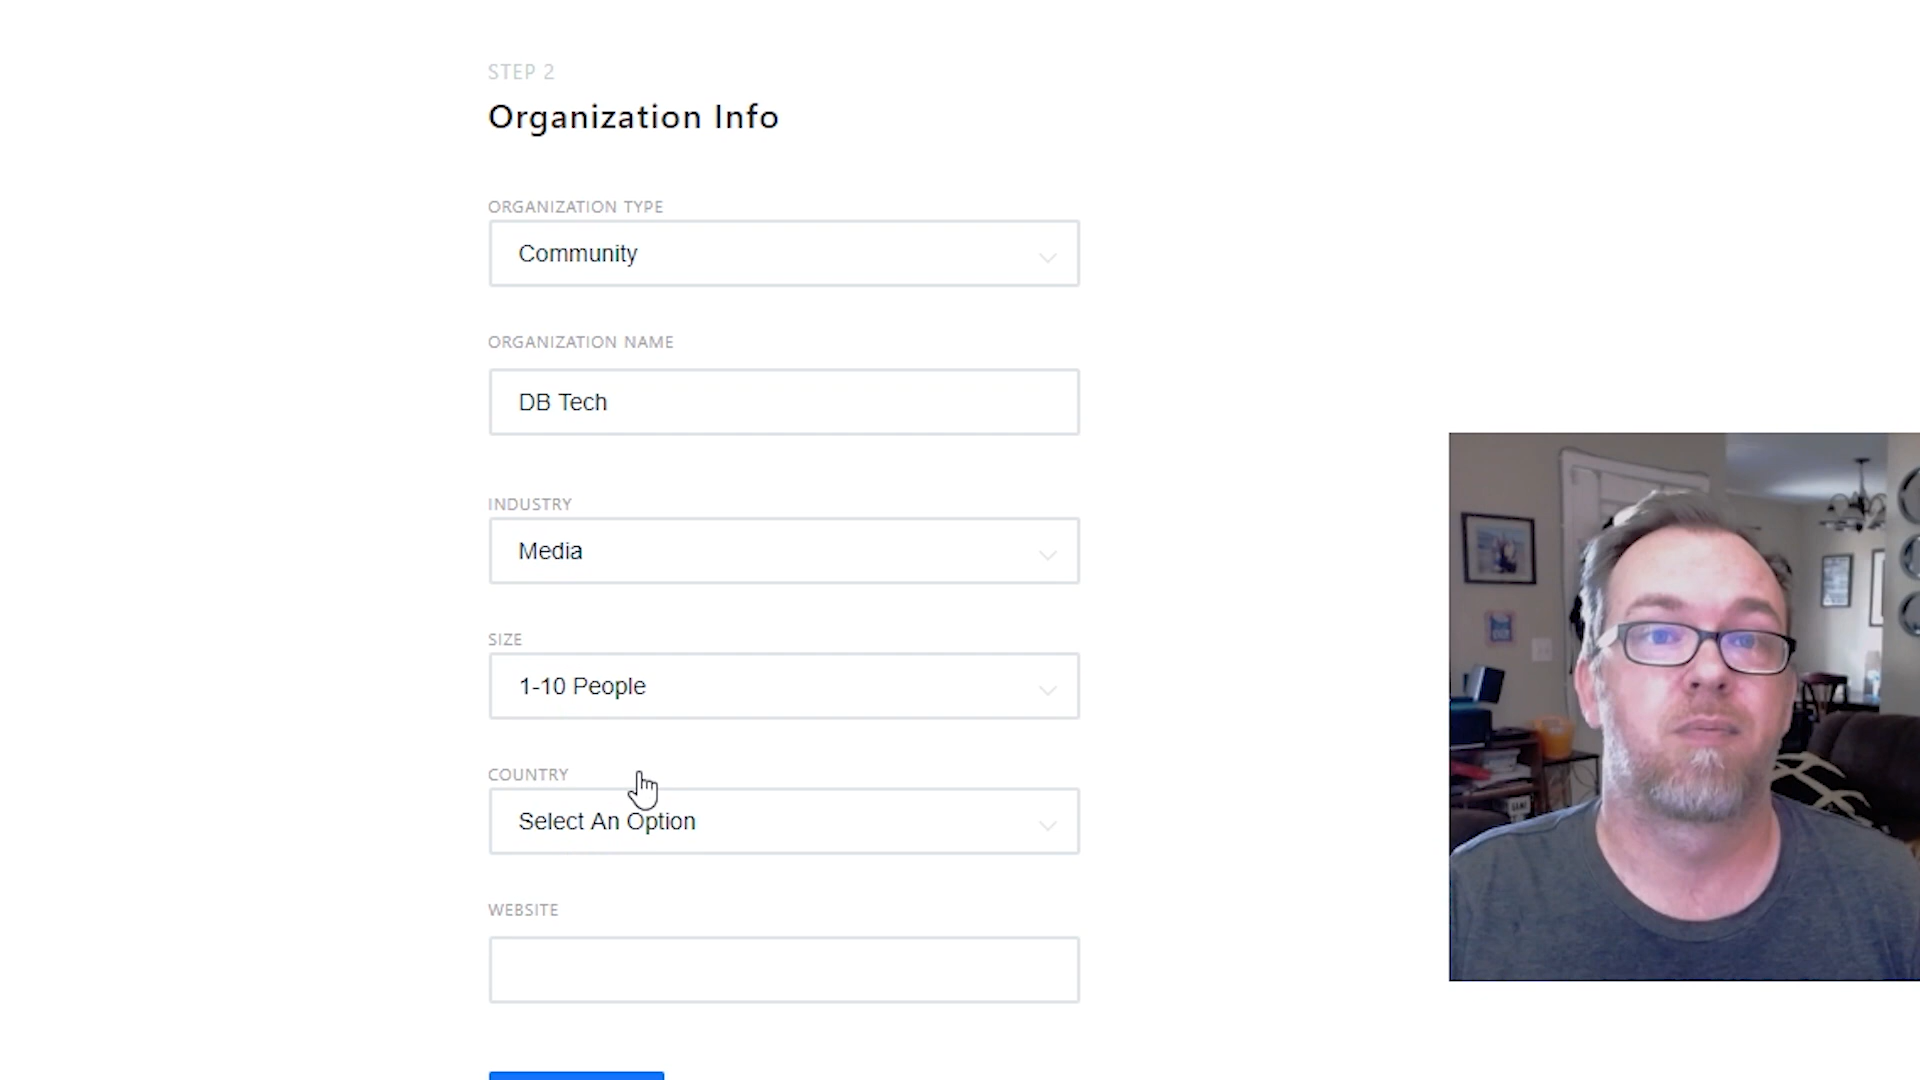 STEP 2
Organization Info
ORGANIZATION TYPE
Community
ORGANIZATION NAME
DB Tech
INDUSTRY
Media
SIZE
1-10 People
COUNTRY
Select An Option
WEBSITE